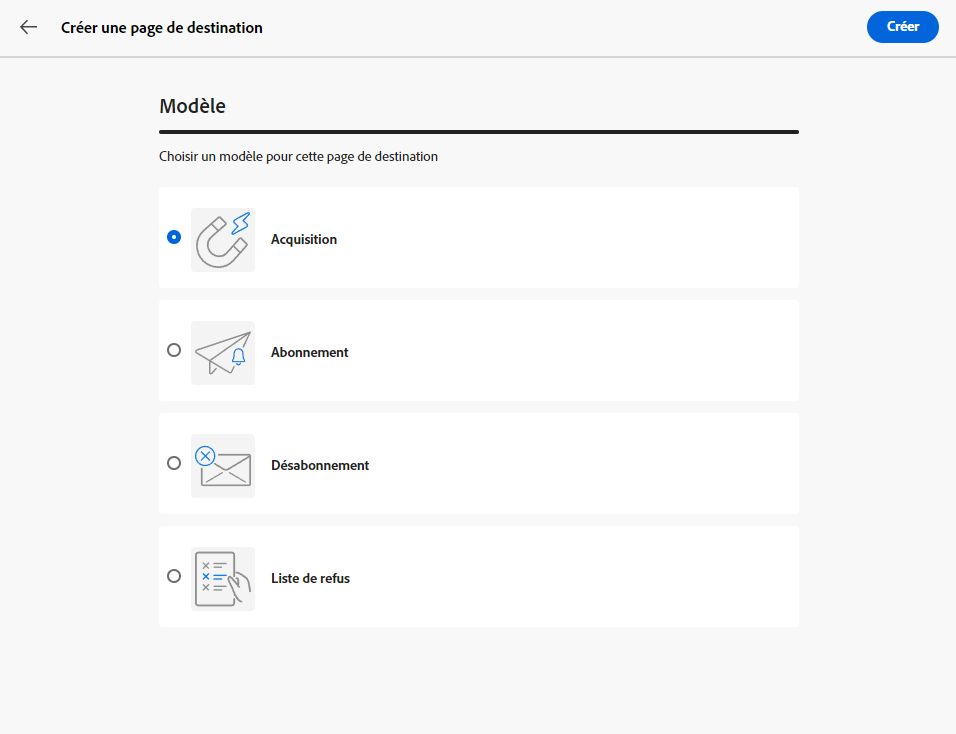 Créer une page de destination
Créer
Modèle
Choisir un modèle pour cette page de destination
Acquisition
Abonnement
Désabonnement
Liste de refus